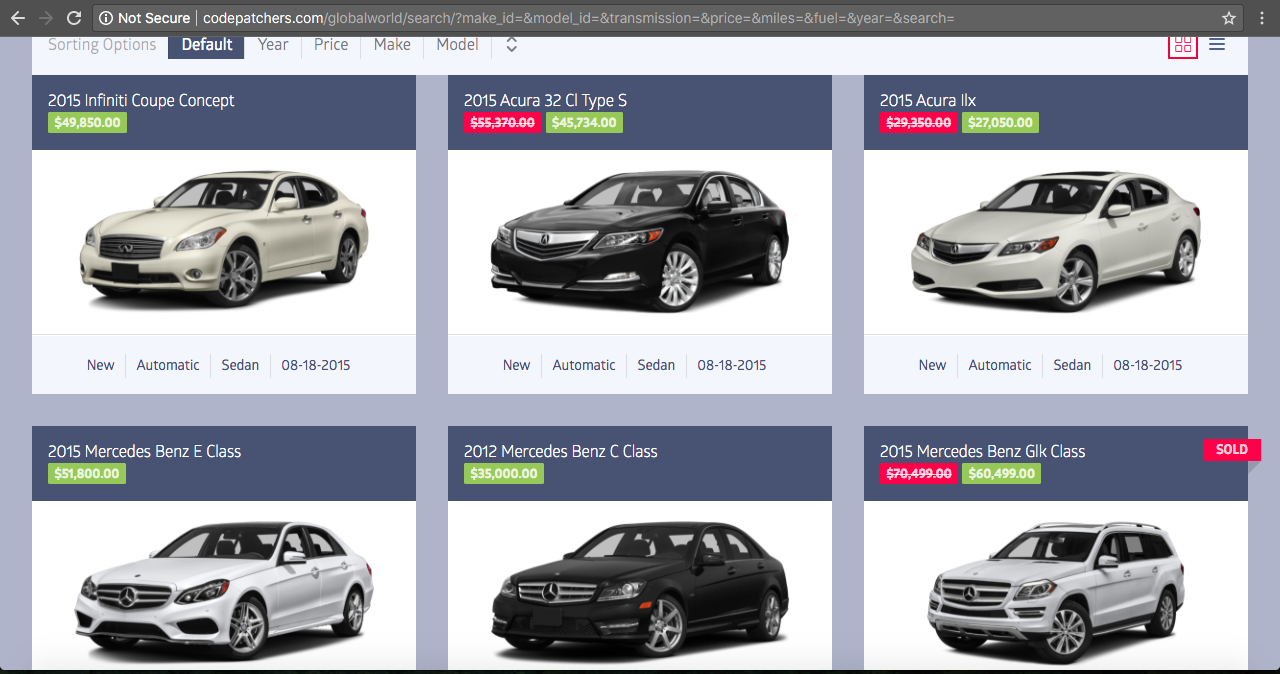 Not Secure | codepatchers.com/globalworld/search/?make_id=&model_id=&transmission=&price=&miles=&fuel=&year=&search=
Sorting Options Default Year Price Make Model
2015 Infiniti Coupe Concept
$49,850.00
2015 Acura 32 Cl Type S
$55,370.00 $45,734.00
2015 Acura Ilx
$29,350.00 $27,050.00
New Automatic Sedan 08-18-2015
New Automatic Sedan 08-18-2015
New Automatic Sedan 08-18-2015
2015 Mercedes Benz E Class
$51,800.00
2012 Mercedes Benz C Class
$35,000.00
2015 Mercedes Benz Glk Class
$70,499.00 $60,499.00
SOLD